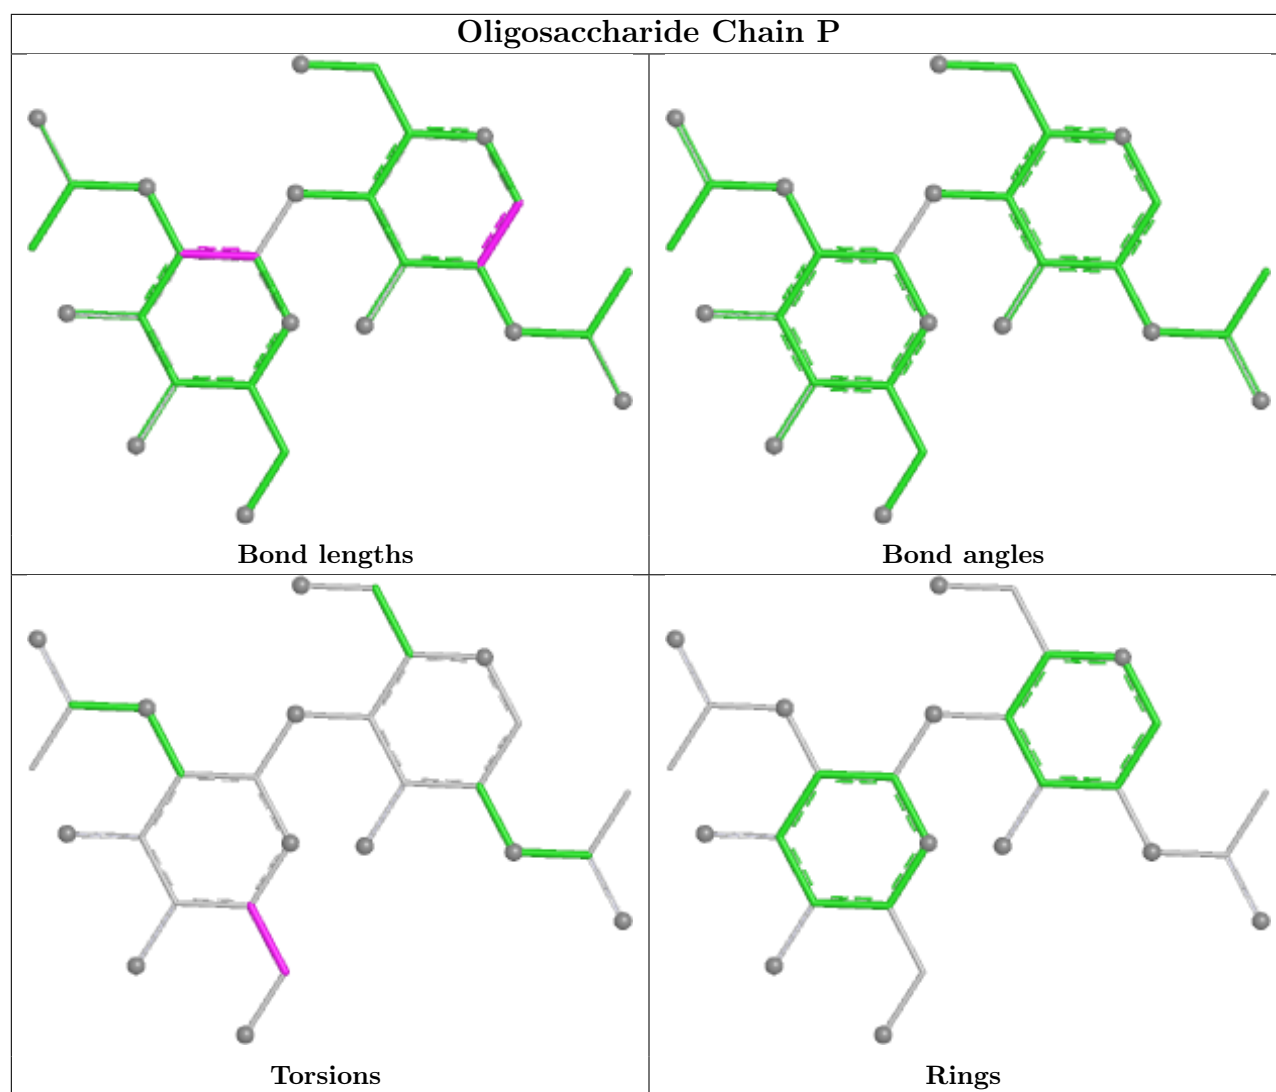 Oligosaccharide Chain P
Bond lengths
Bond angles
Torsions
Rings